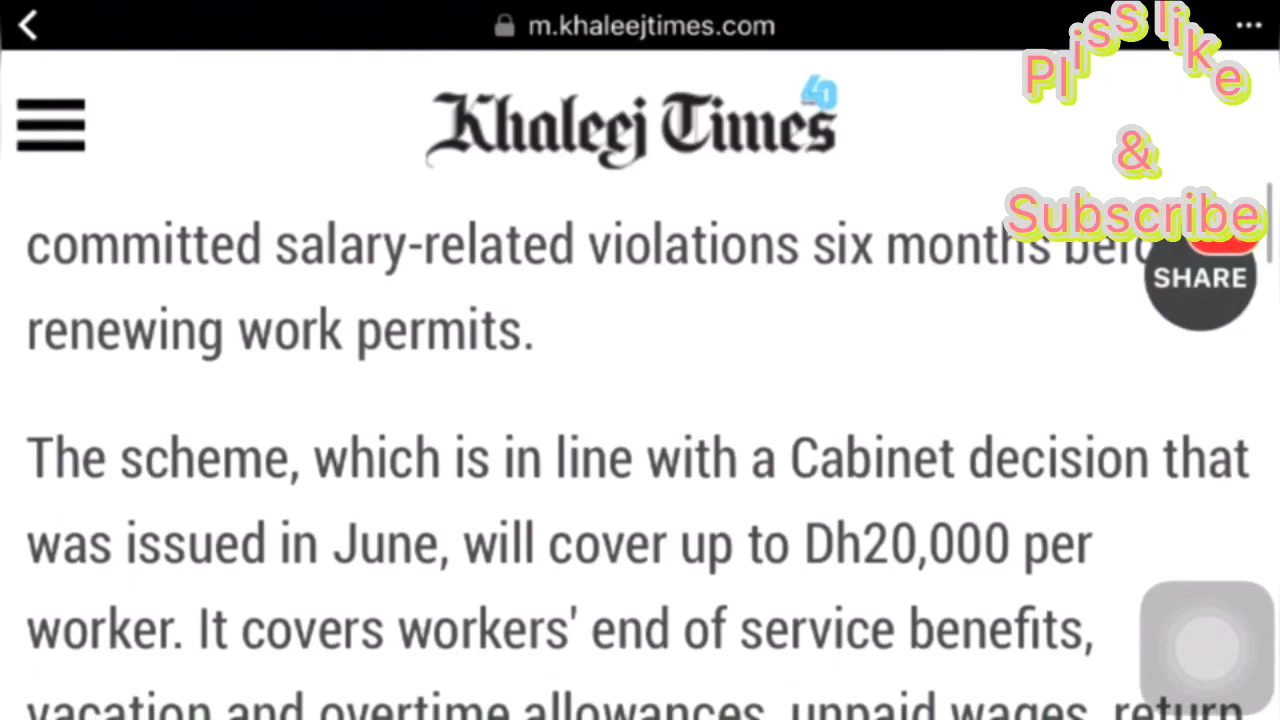 m.khaleejtimes.com
Khaleej Times
40
Pliss like
&
Subscribe
committed salary-related violations six months
SHARE
renewing work permits.
The scheme, which is in line with a Cabinet decision that
was issued in June, will cover up to Dh20,000 per
worker. It covers workers' end of service benefits,
vacation and overtime allowances, unpaid wages, return